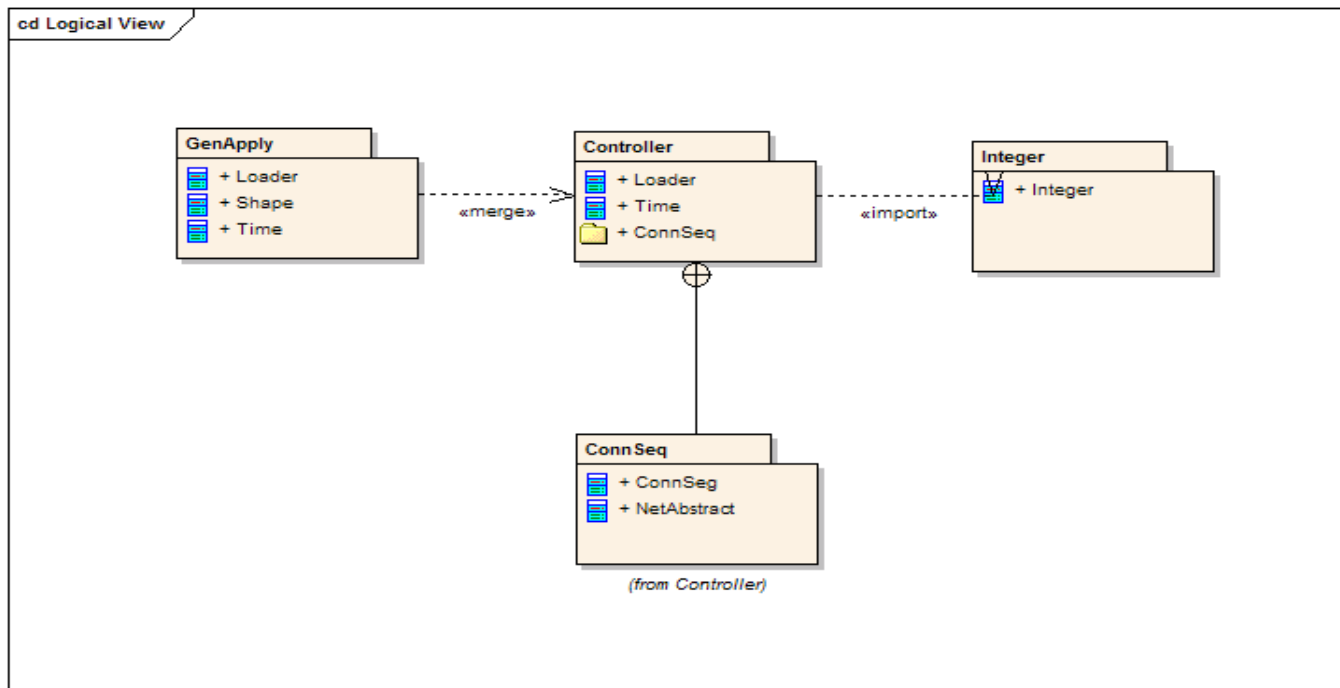 cd Logical View
GenApply
+ Loader
+ Shape
+ Time
«merge»
Controller
+ Loader
+ Time
+ ConnSeq
«import»
Integer
+ Integer
ConnSeq
+ ConnSeg
+ NetAbstract
(from Controller)